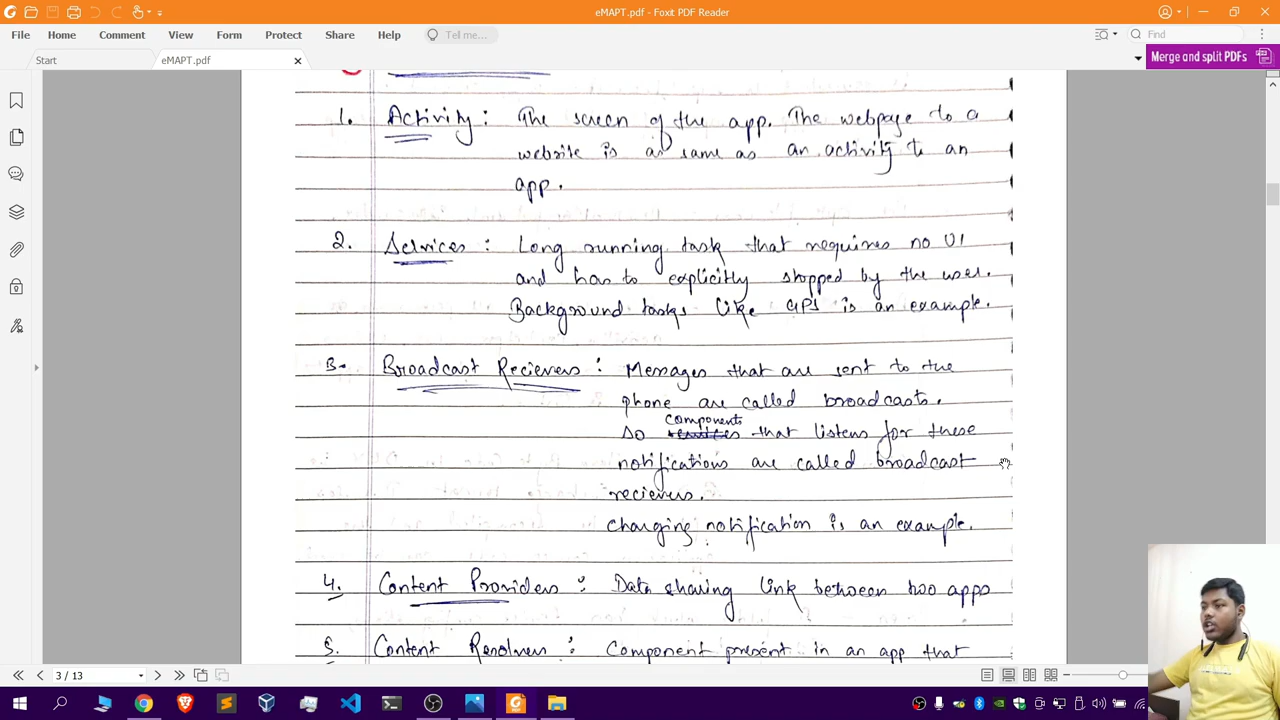 eMAPT.pdf - Foxit PDF Reader
File Home Comment View Form Protect Share Help Tell me... Find
Start eMAPT.pdf Merge and split PDFs
1. Activity : The screen of the app. The webpage to a
website is as same as an activity to an
app.
2. Services : Long running task that requires no UI
and has to explicitly stopped by the user.
Background tasks like GPS is an example.
3. Broadcast Recievers : Messages that are sent to the
phone are called broadcasts.
components
So that listens for these
notifications are called broadcast
recievers.
Charging notification is an example.
4. Content Providers : Data sharing link between two apps
5. Content Resolvers : Component present in an app that
3 / 13